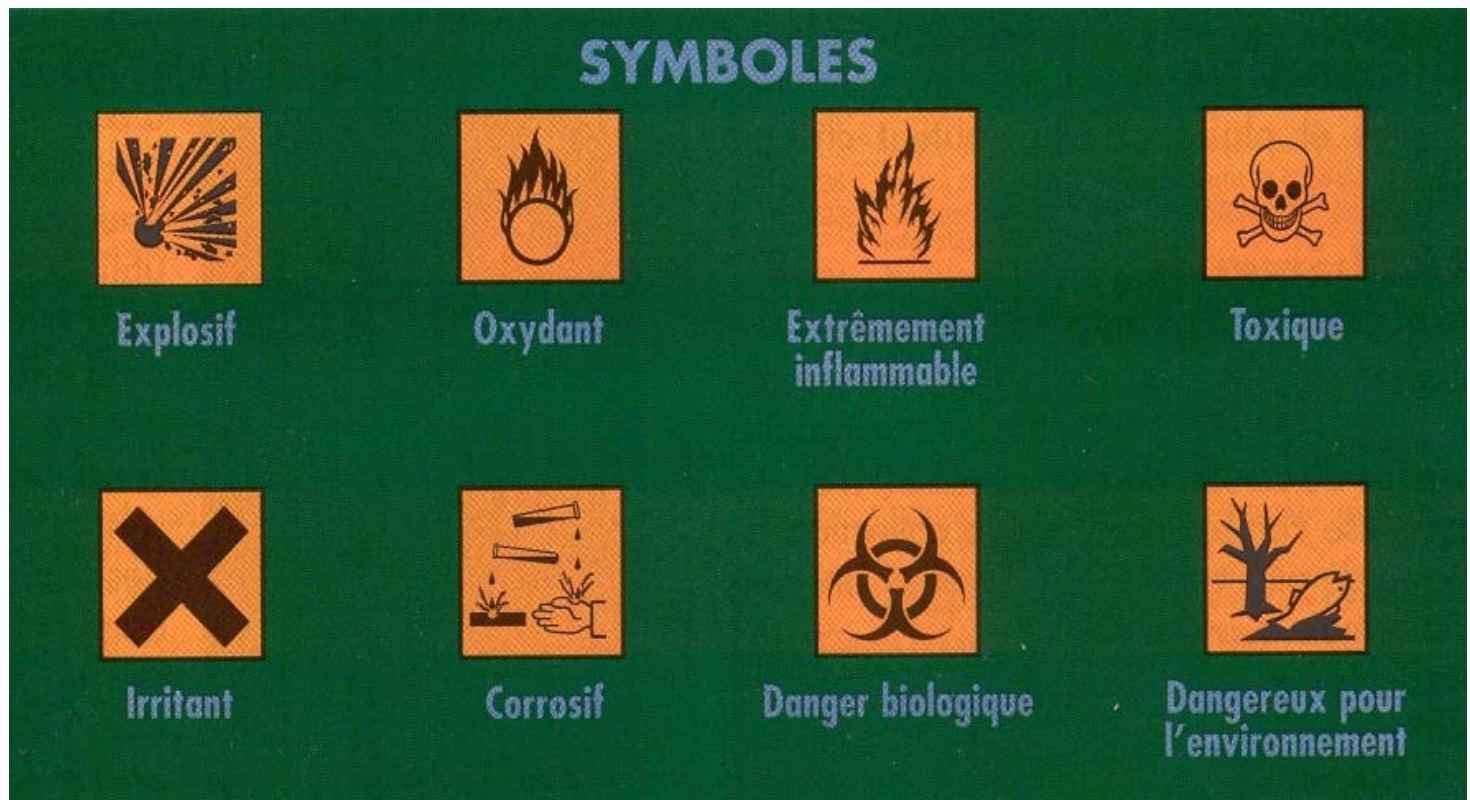 SYMBOLES
Explosif
Oxydant
Extrêmement
inflammable
Toxique
Irritant
Corrosif
Danger biologique
Dangereux pour
l'environnement